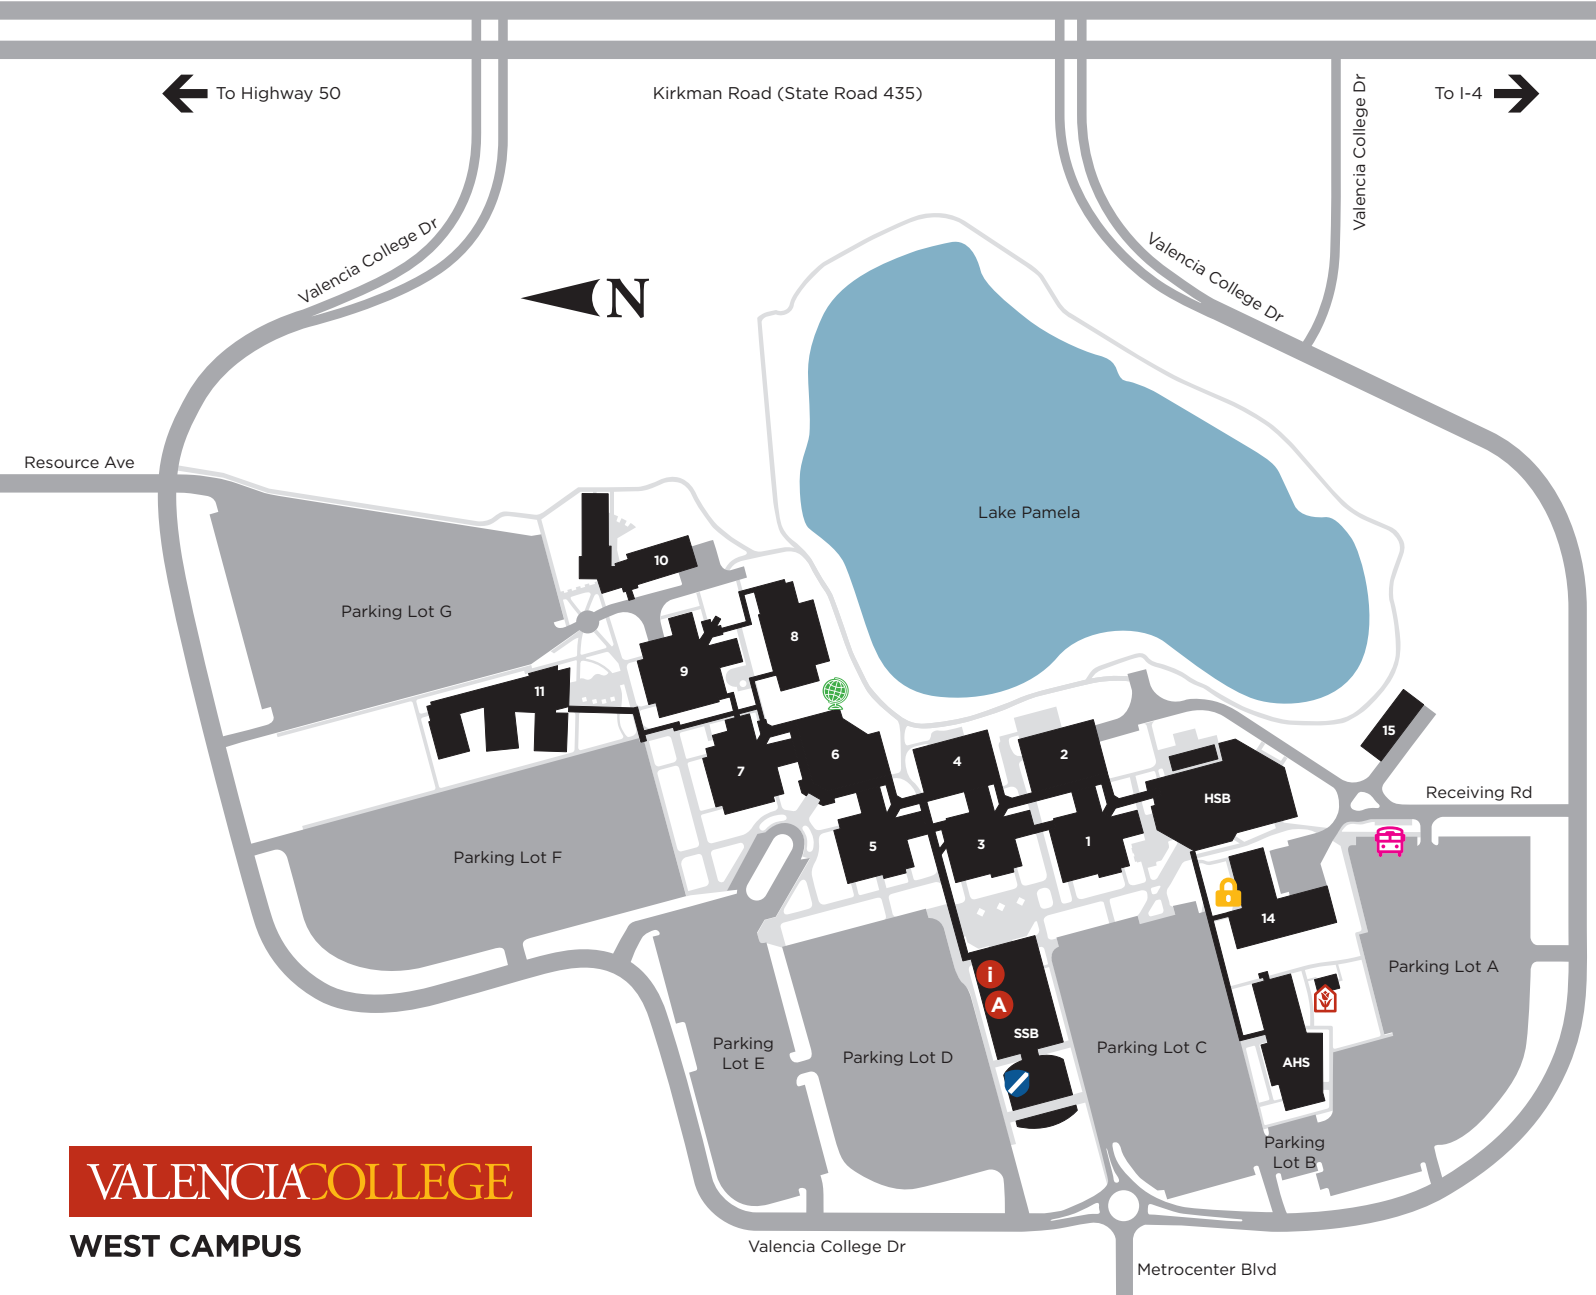 To Highway 50
Kirkman Road (State Road 435)
To I-4
Valencia College Dr
Valencia College Dr
Valencia College Dr
N
Resource Ave
Lake Pamela
10
Parking Lot G
8
9
11
15
6
4
2
7
HSB
Receiving Rd
5
3
1
Parking Lot F
14
Parking Lot A
i
A
SSB
Parking
Lot E
Parking Lot D
Parking Lot C
AHS
Parking
Lot B
VALENCIACOLLEGE
WEST CAMPUS
Valencia College Dr
Metrocenter Blvd